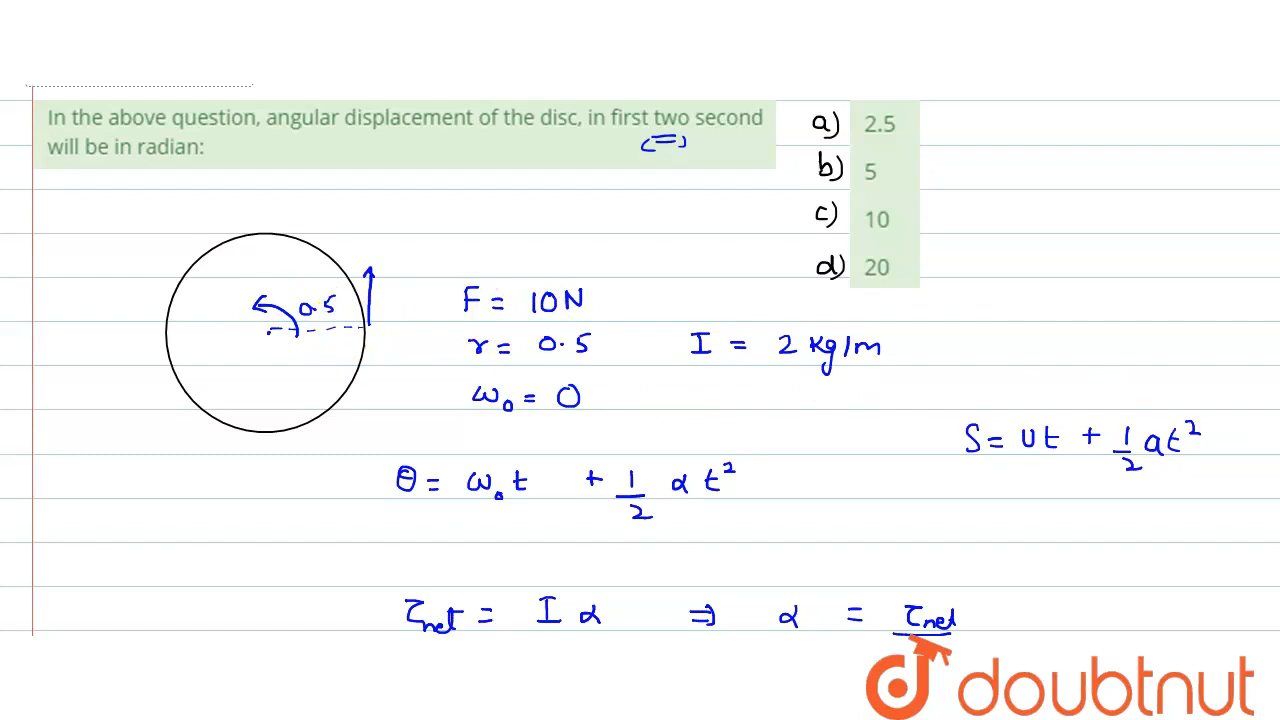 In the above question, angular displacement of the disc, in first two second
will be in radian:
a) 2.5
b) 5
c) 10
d) 20
0.5
F = 10N
r = 0.5
I = 2 kg/m
ω₀ = 0
S = Ut + 1/2 at²
θ = ω₀t + 1/2 αt²
τnet = Iα ⇒ α = τnet
doubtnut